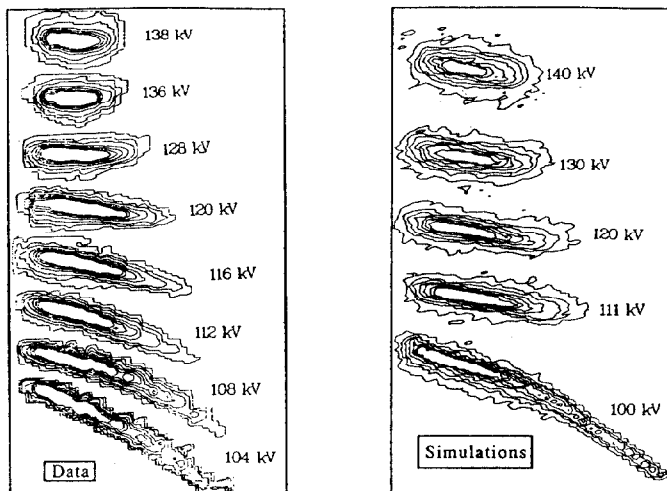 138 kV
136 kV
128 kV
120 kV
116 kV
112 kV
108 kV
104 kV
Data
140 kV
130 kV
120 kV
111 kV
100 kV
Simulations